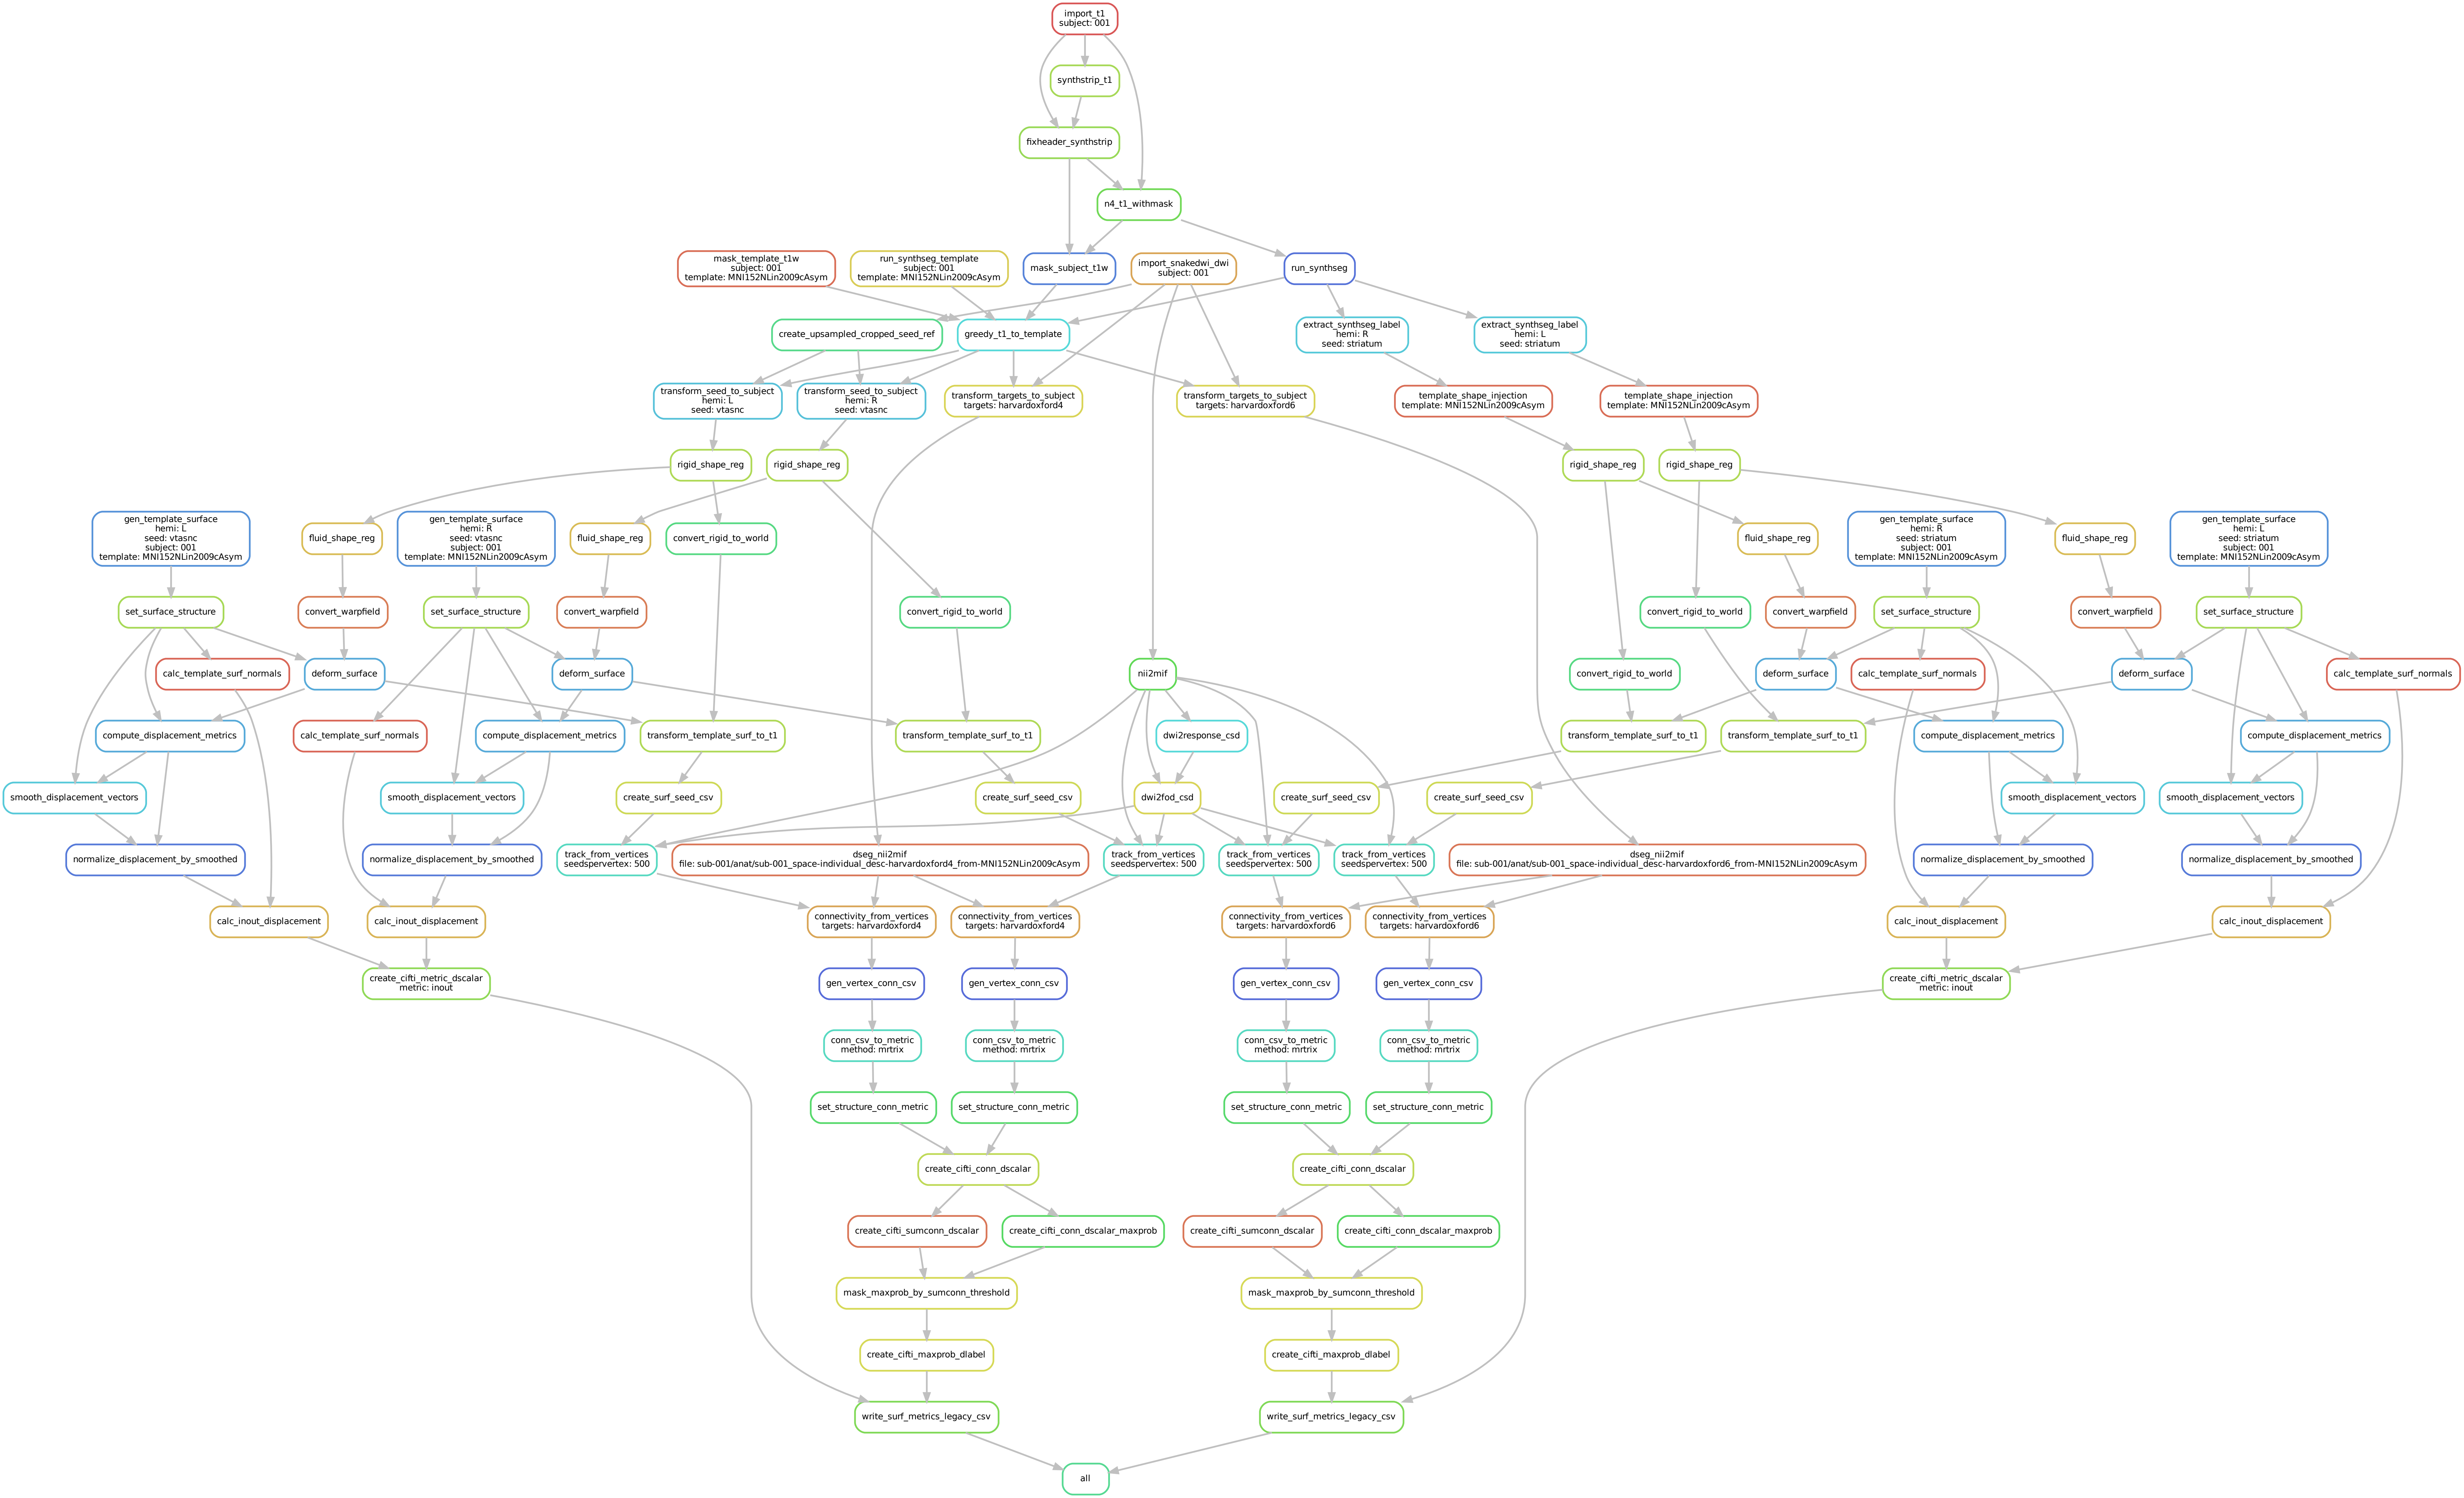 import_t1
subject: 001
synthstrip_t1
fixheader_synthstrip
n4_t1_withmask
mask_template_t1w
subject: 001
template: MNI152NLin2009cAsym
run_synthseg_template
subject: 001
template: MNI152NLin2009cAsym
mask_subject_t1w
import_snakedwi_dwi
subject: 001
run_synthseg
create_upsampled_cropped_seed_ref
greedy_t1_to_template
extract_synthseg_label
hemi: R
seed: striatum
extract_synthseg_label
hemi: L
seed: striatum
transform_seed_to_subject
hemi: L
seed: vtasnc
transform_seed_to_subject
hemi: R
seed: vtasnc
transform_targets_to_subject
targets: harvardoxford4
transform_targets_to_subject
targets: harvardoxford6
template_shape_injection
template: MNI152NLin2009cAsym
template_shape_injection
template: MNI152NLin2009cAsym
rigid_shape_reg
rigid_shape_reg
rigid_shape_reg
rigid_shape_reg
gen_template_surface
hemi: L
seed: vtasnc
subject: 001
template: MNI152NLin2009cAsym
fluid_shape_reg
gen_template_surface
hemi: R
seed: vtasnc
subject: 001
template: MNI152NLin2009cAsym
fluid_shape_reg
convert_rigid_to_world
fluid_shape_reg
gen_template_surface
hemi: R
seed: striatum
subject: 001
template: MNI152NLin2009cAsym
fluid_shape_reg
gen_template_surface
hemi: L
seed: striatum
subject: 001
template: MNI152NLin2009cAsym
set_surface_structure
convert_warpfield
set_surface_structure
convert_warpfield
convert_rigid_to_world
convert_rigid_to_world
convert_warpfield
set_surface_structure
convert_warpfield
set_surface_structure
calc_template_surf_normals
deform_surface
deform_surface
nii2mif
convert_rigid_to_world
deform_surface
calc_template_surf_normals
deform_surface
calc_template_surf_normals
compute_displacement_metrics
calc_template_surf_normals
compute_displacement_metrics
transform_template_surf_to_t1
transform_template_surf_to_t1
dwi2response_csd
transform_template_surf_to_t1
transform_template_surf_to_t1
compute_displacement_metrics
compute_displacement_metrics
smooth_displacement_vectors
smooth_displacement_vectors
create_surf_seed_csv
create_surf_seed_csv
dwi2fod_csd
create_surf_seed_csv
create_surf_seed_csv
smooth_displacement_vectors
smooth_displacement_vectors
normalize_displacement_by_smoothed
normalize_displacement_by_smoothed
track_from_vertices
seedspervertex: 500
dseg_nii2mif
file: sub-001/anat/sub-001_space-individual_desc-harvardoxford4_from-MNI152NLin2009cAsym
track_from_vertices
seedspervertex: 500
track_from_vertices
seedspervertex: 500
track_from_vertices
seedspervertex: 500
dseg_nii2mif
file: sub-001/anat/sub-001_space-individual_desc-harvardoxford6_from-MNI152NLin2009cAsym
normalize_displacement_by_smoothed
normalize_displacement_by_smoothed
calc_inout_displacement
calc_inout_displacement
connectivity_from_vertices
targets: harvardoxford4
connectivity_from_vertices
targets: harvardoxford4
connectivity_from_vertices
targets: harvardoxford6
connectivity_from_vertices
targets: harvardoxford6
calc_inout_displacement
calc_inout_displacement
create_cifti_metric_dscalar
metric: inout
gen_vertex_conn_csv
gen_vertex_conn_csv
gen_vertex_conn_csv
gen_vertex_conn_csv
create_cifti_metric_dscalar
metric: inout
conn_csv_to_metric
method: mrtrix
conn_csv_to_metric
method: mrtrix
conn_csv_to_metric
method: mrtrix
conn_csv_to_metric
method: mrtrix
set_structure_conn_metric
set_structure_conn_metric
set_structure_conn_metric
set_structure_conn_metric
create_cifti_conn_dscalar
create_cifti_conn_dscalar
create_cifti_sumconn_dscalar
create_cifti_conn_dscalar_maxprob
create_cifti_sumconn_dscalar
create_cifti_conn_dscalar_maxprob
mask_maxprob_by_sumconn_threshold
mask_maxprob_by_sumconn_threshold
create_cifti_maxprob_dlabel
create_cifti_maxprob_dlabel
write_surf_metrics_legacy_csv
write_surf_metrics_legacy_csv
all